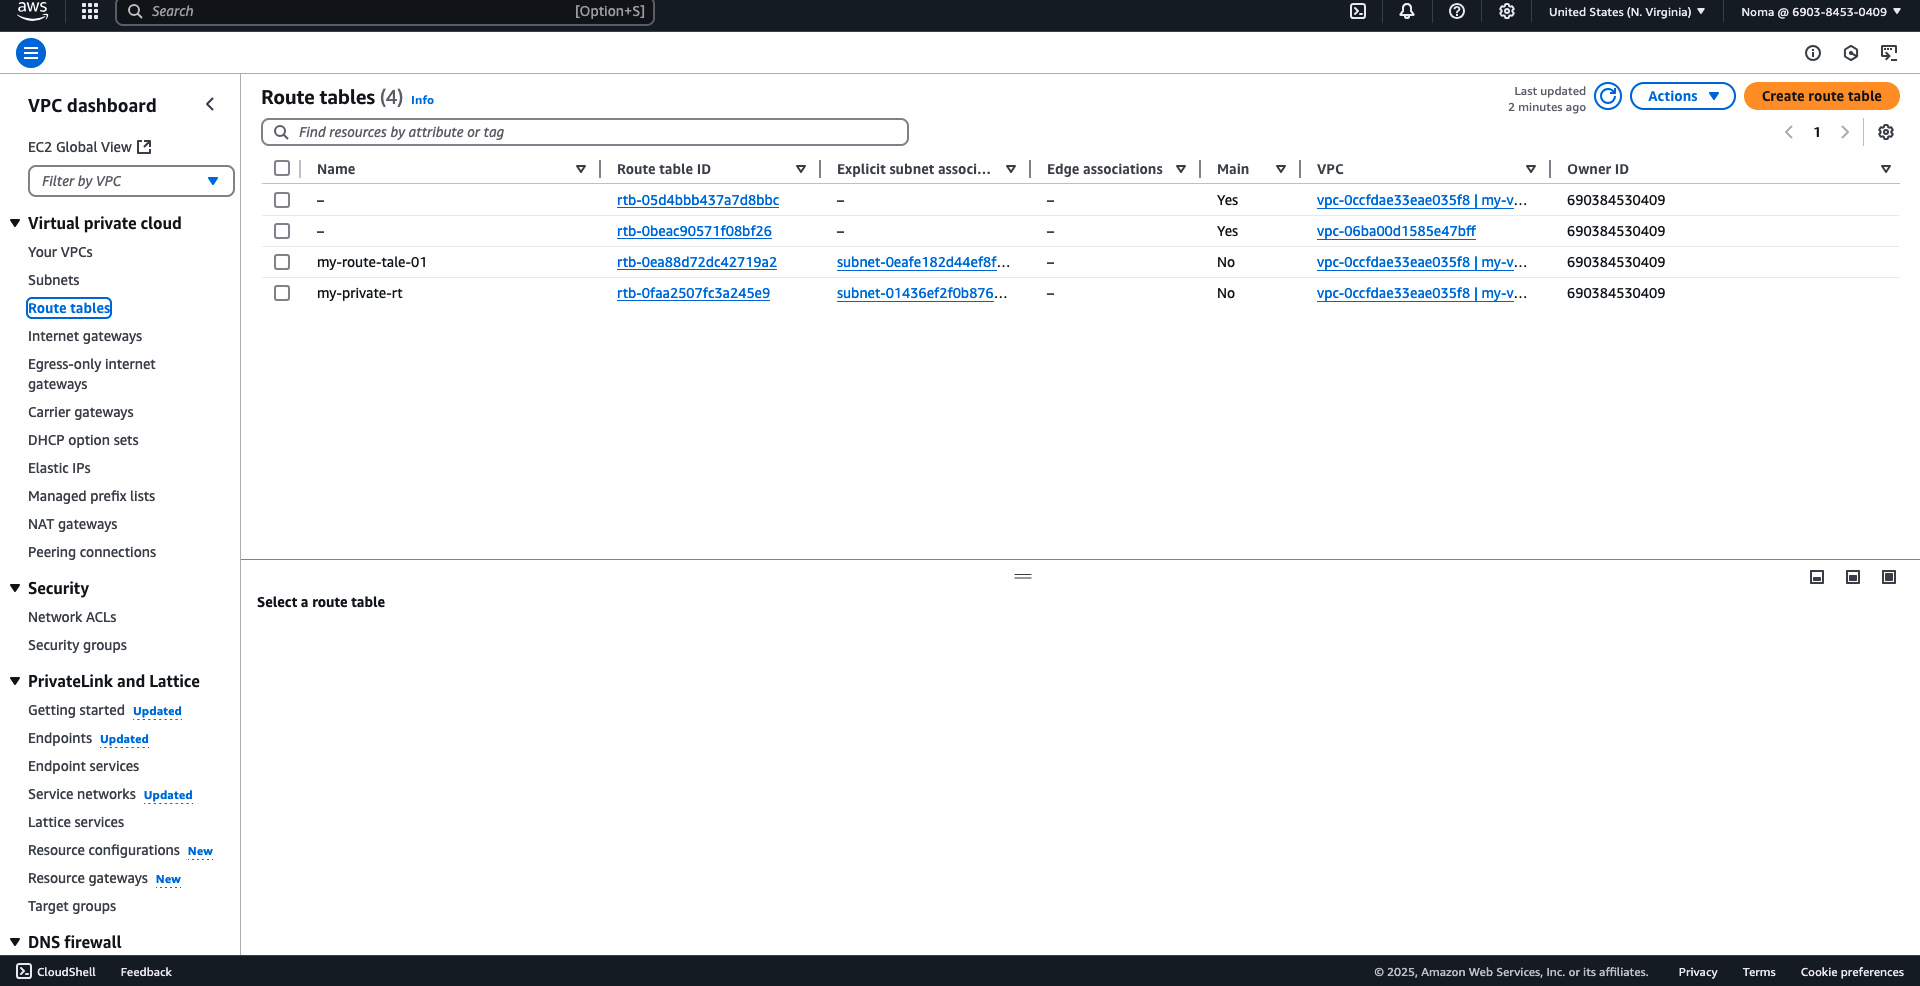 aws
Search [Option+S]
United States (N. Virginia)
Noma @ 6903-8453-0409
VPC dashboard
EC2 Global View
Filter by VPC
Virtual private cloud
Your VPCs
Subnets
Route tables
Internet gateways
Egress-only internet
gateways
Carrier gateways
DHCP option sets
Elastic IPs
Managed prefix lists
NAT gateways
Peering connections
Security
Network ACLs
Security groups
PrivateLink and Lattice
Getting started Updated
Endpoints Updated
Endpoint services
Service networks Updated
Lattice services
Resource configurations New
Resource gateways New
Target groups
DNS firewall
Route tables (4) Info
Last updated
2 minutes ago
Actions
Create route table
Find resources by attribute or tag
1
Name Route table ID Explicit subnet associ... Edge associations Main VPC Owner ID
– rtb-05d4bbb437a7d8bbc – – Yes vpc-0ccfdae33eae035f8 | my-v... 690384530409
– rtb-0beac90571f08bf26 – – Yes vpc-06ba00d1585e47bff 690384530409
my-route-tale-01 rtb-0ea88d72dc42719a2 subnet-0eafe182d44ef8f... – No vpc-0ccfdae33eae035f8 | my-v... 690384530409
my-private-rt rtb-0faa2507fc3a245e9 subnet-01436ef2f0b876... – No vpc-0ccfdae33eae035f8 | my-v... 690384530409
Select a route table
CloudShell Feedback
© 2025, Amazon Web Services, Inc. or its affiliates. Privacy Terms Cookie preferences